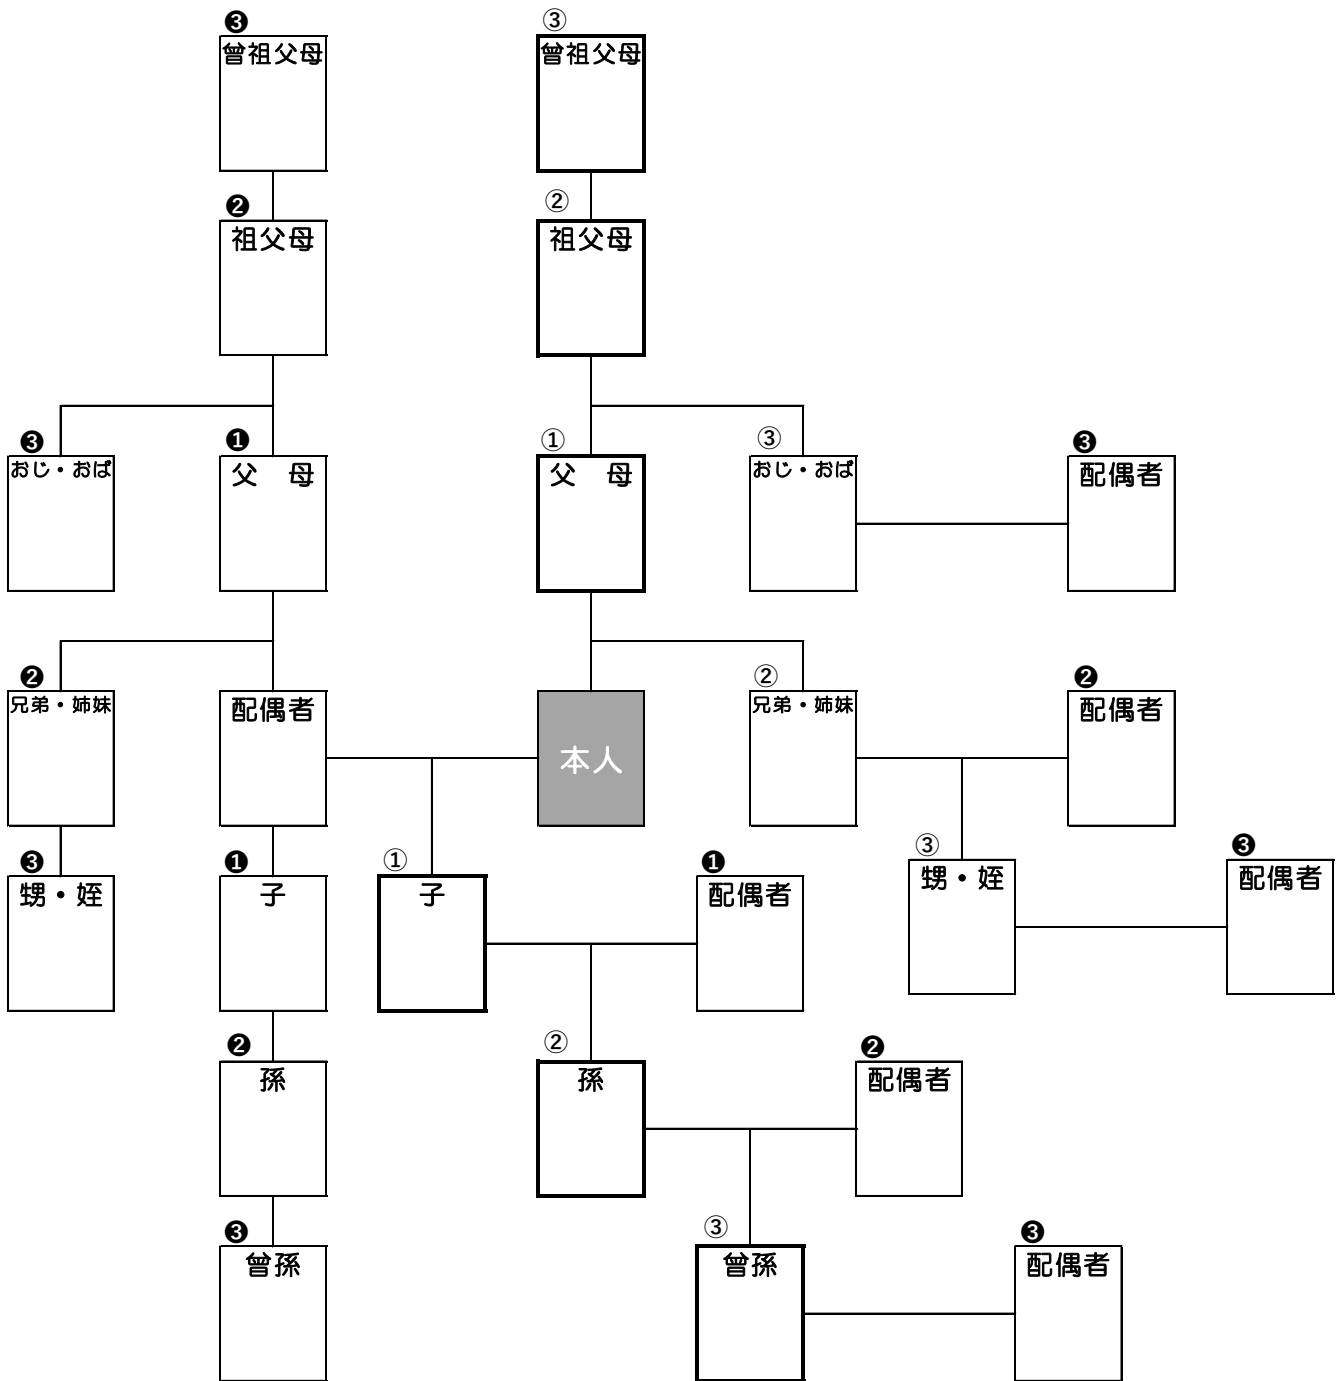 ❸
③
曾祖父母
曾祖父母
❷
②
祖父母
祖父母
❸
❶
①
③
❸
おじ・おば
父　母
父　母
おじ・おば
配偶者
❷
②
❷
兄弟・姉妹
配偶者
本人
兄弟・姉妹
配偶者
❸
❶
①
❶
③
❸
甥・姪
子
子
配偶者
甥・姪
配偶者
❷
②
❷
孫
孫
配偶者
❸
③
❸
曾孫
曾孫
配偶者